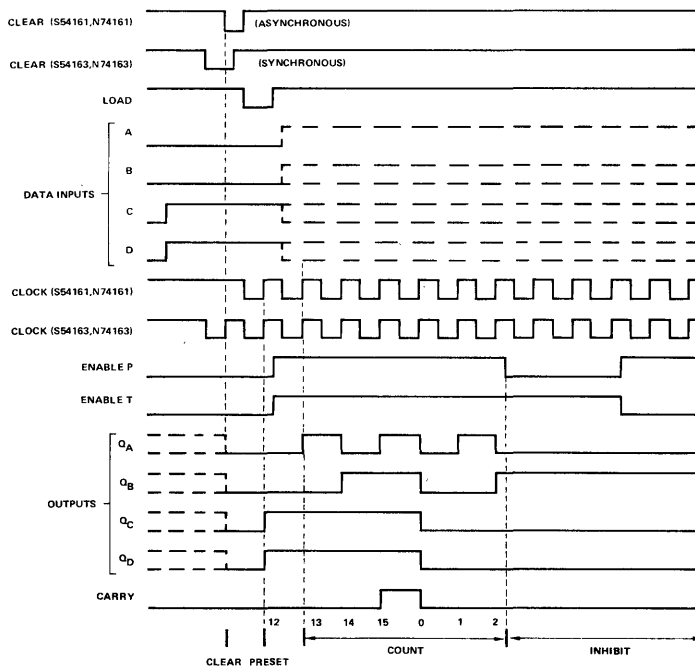 CLEAR (S54161,N74161)
(ASYNCHRONOUS)
CLEAR (S54163,N74163)
(SYNCHRONOUS)
LOAD
A
B
DATA INPUTS
C
D
CLOCK (S54161,N74161)
CLOCK (S54163,N74163)
ENABLE P
ENABLE T
QA
QB
OUTPUTS
QC
QD
CARRY
12 13 14 15 0 1 2
COUNT INHIBIT
CLEAR PRESET